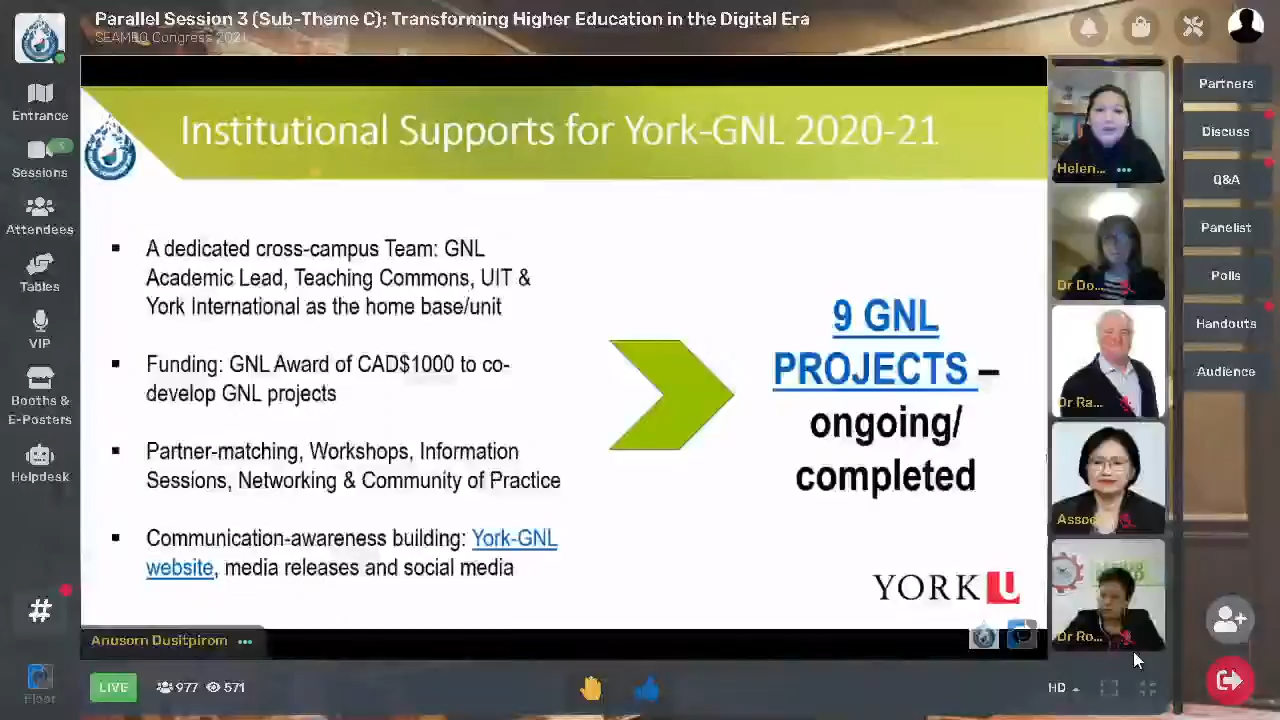 Parallel Session 3 (Sub-Theme C): Transforming Higher Education in the Digital Era
SEAMEO Congress 2021
Entrance
Sessions
5
Attendees
Tables
VIP
Booths &
E-Posters
Helpdesk
#
Floor
Institutional Supports for York-GNL 2020-21
▪ A dedicated cross-campus Team: GNL
Academic Lead, Teaching Commons, UIT &
York International as the home base/unit
▪ Funding: GNL Award of CAD$1000 to co-
develop GNL projects
▪ Partner-matching, Workshops, Information
Sessions, Networking & Community of Practice
▪ Communication-awareness building: York-GNL
website, media releases and social media
9 GNL
PROJECTS –
ongoing/
completed
YORK U
Anusorn Dusitpirom
LIVE
977
571
HD
Helen...
Dr Do...
Dr Ra...
Assoc
Dr Ro...
Partners
Discuss
Q&A
Panelist
Polls
Handouts
Audience